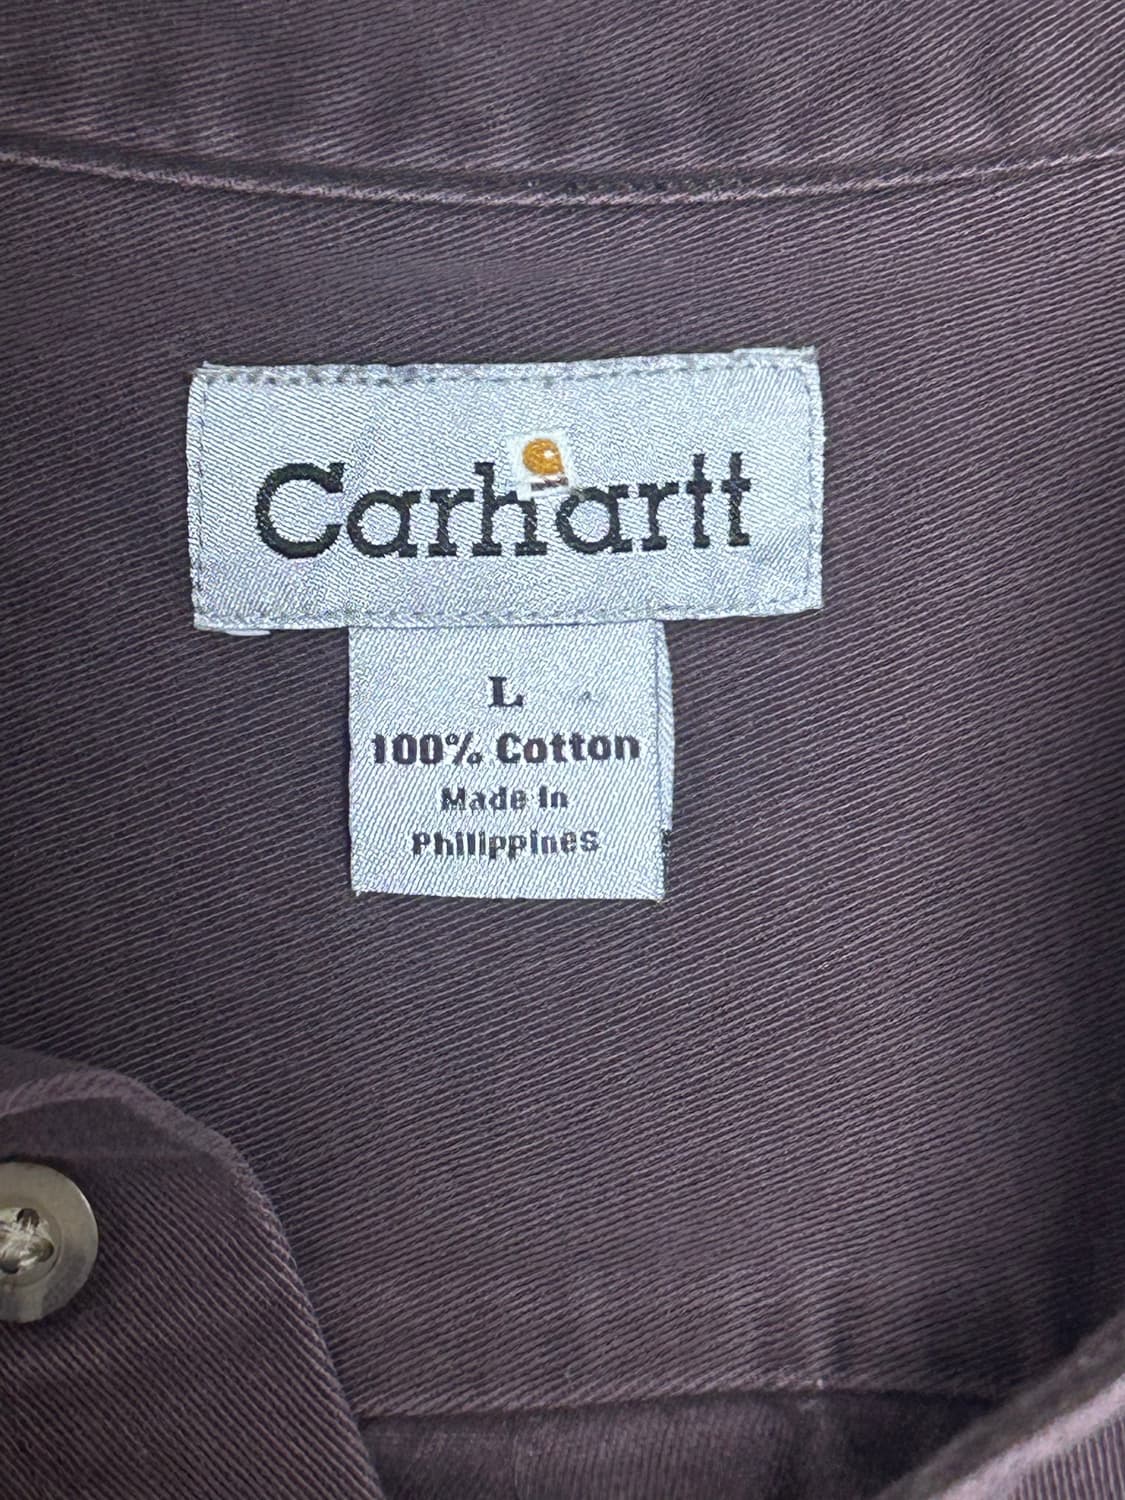 Carhartt
L
100% Cotton
Made In
Philippines